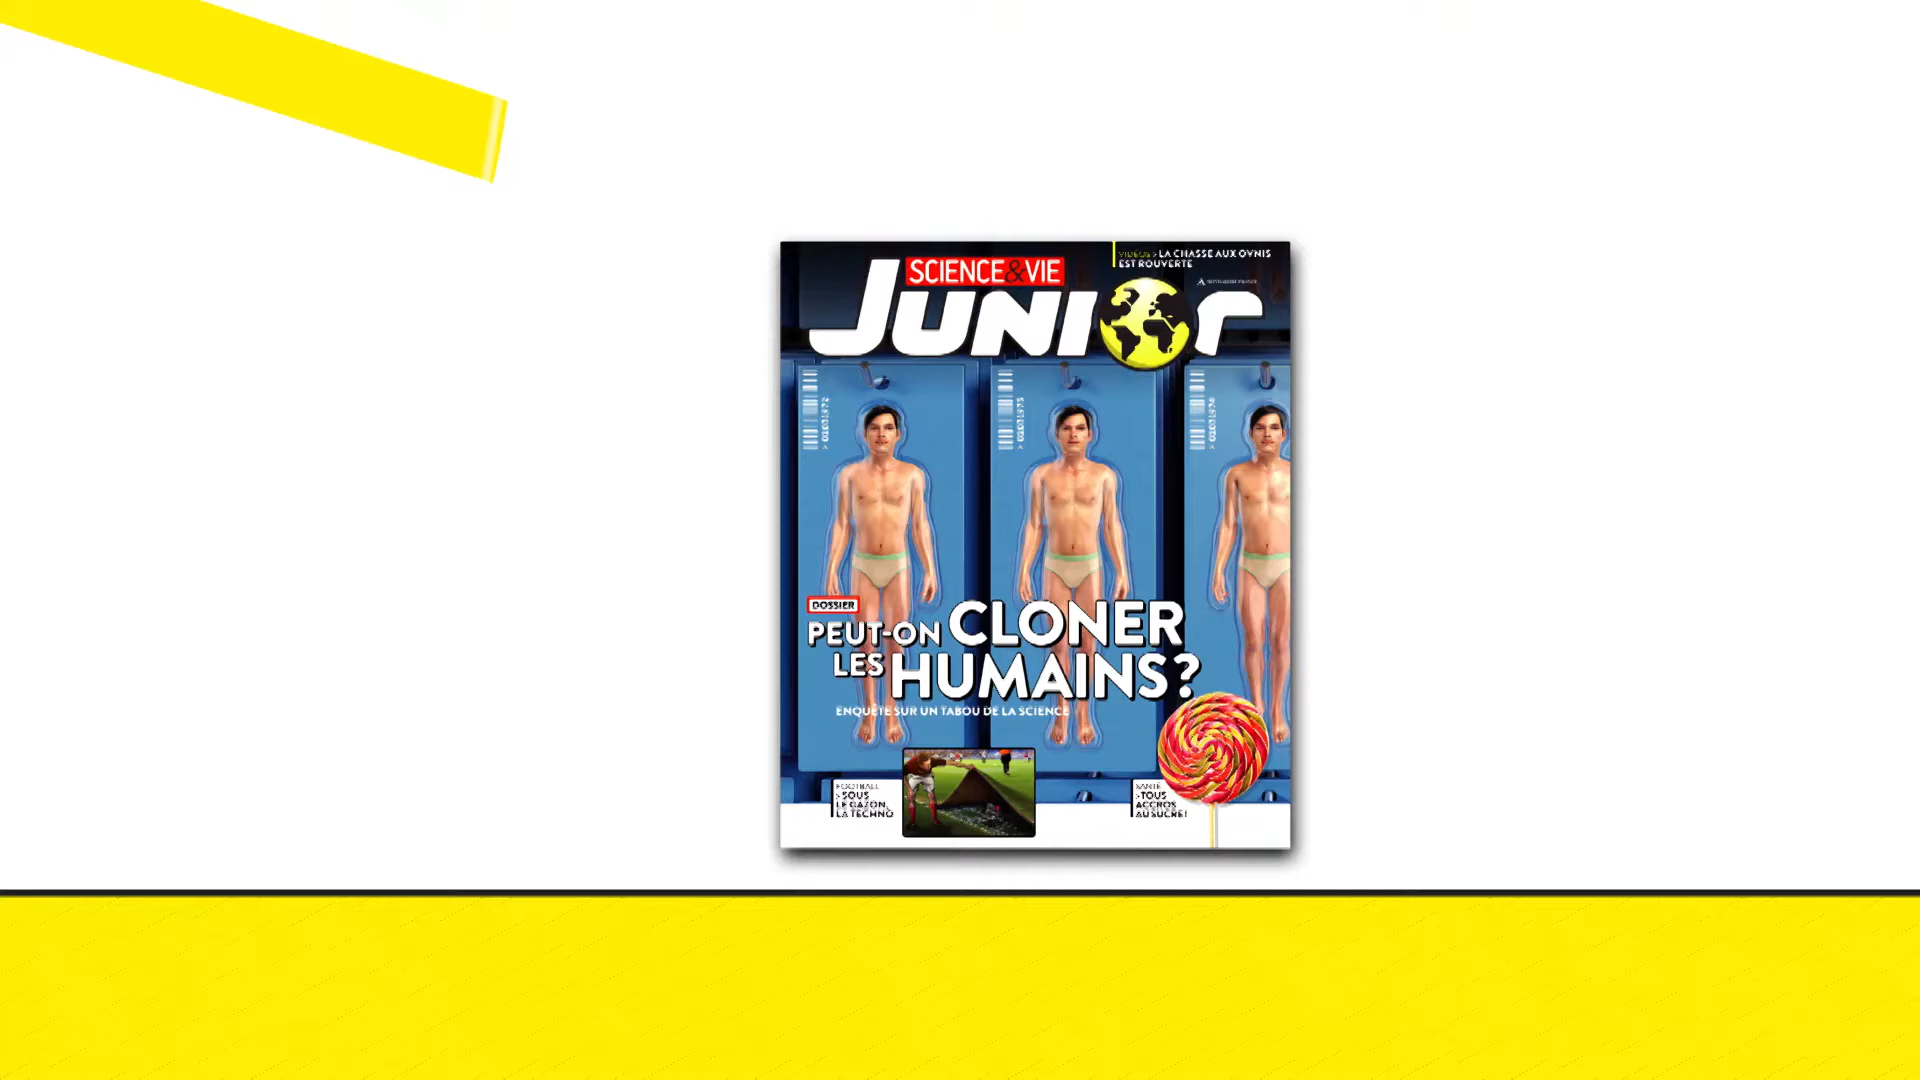 VIDÉOS > LA CHASSE AUX OVNIS
EST ROUVERTE
SCIENCE&VIE
JUNIOR
DOSSIER
PEUT-ON CLONER
LES HUMAINS?
ENQUÊTE SUR UN TABOU DE LA SCIENCE
FOOTBALL
>SOUS
LE GAZON,
LA TECHNO
SANTÉ
>TOUS
ACCROS
AU SUCRE!